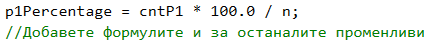 p1Percentage = cntP1 * 100.0 / n;
//Добавете формулите и за останалите променливи